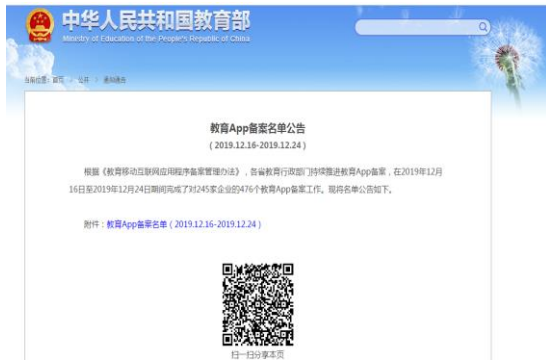 中华人民共和国教育部
Ministry of Education of the People's Republic of China
当前位置：首页 / 公开 / 通知通告
教育App备案名单公告
（2019.12.16-2019.12.24）
根据《教育移动互联网应用程序备案管理办法》，各省教育行政部门持续推进教育App备案，在2019年12月
16日至2019年12月24日期间完成了对245家企业的476个教育App备案工作。现将名单公告如下。
附件：教育App备案名单（2019.12.16-2019.12.24）
扫一扫分享本页